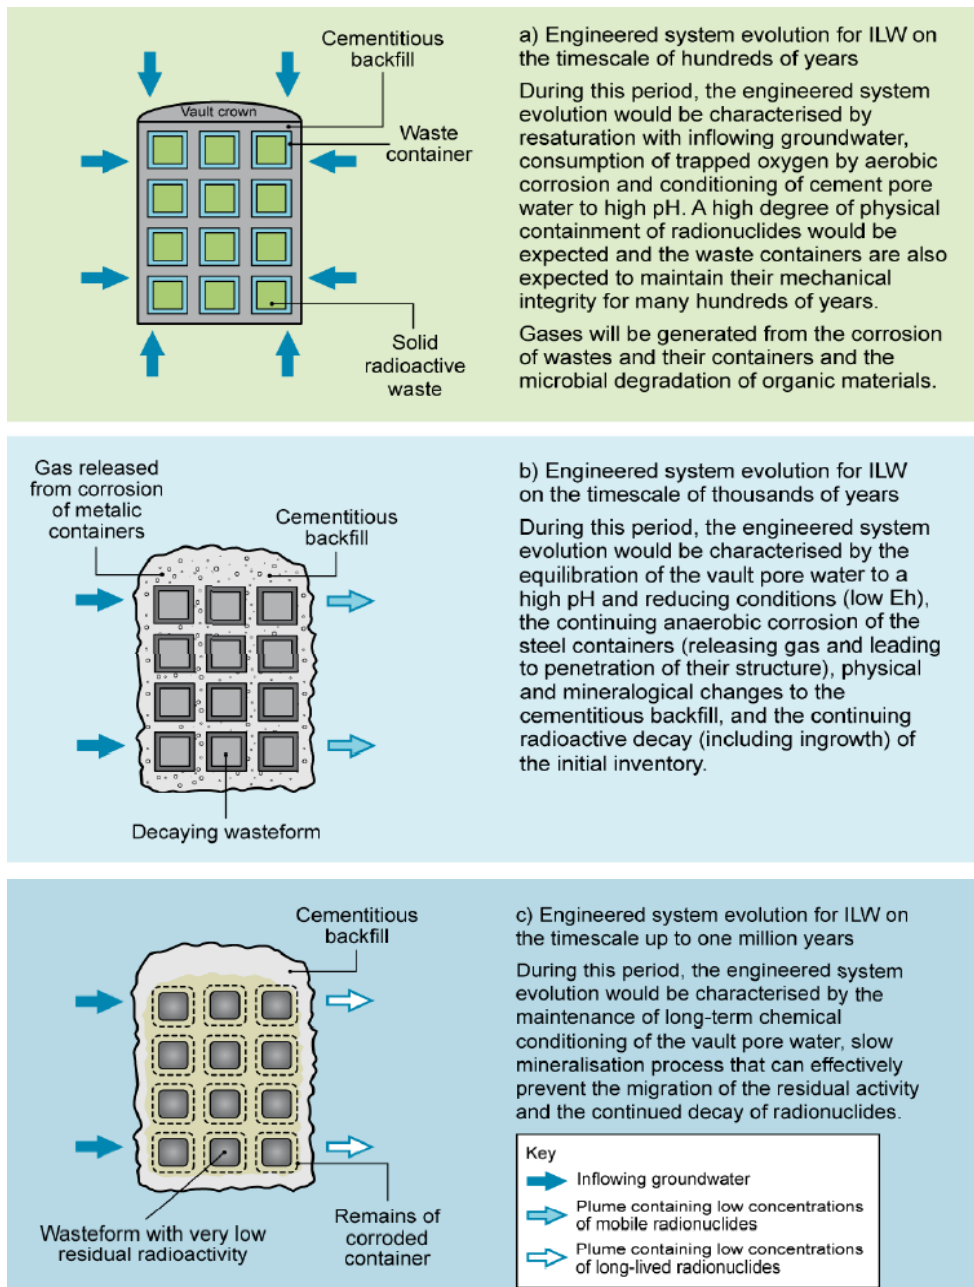 Cementitious
backfill
Vault crown
Waste
container
Solid
radioactive
waste
a) Engineered system evolution for ILW on
the timescale of hundreds of years
During this period, the engineered system
evolution would be characterised by
resaturation with inflowing groundwater,
consumption of trapped oxygen by aerobic
corrosion and conditioning of cement pore
water to high pH. A high degree of physical
containment of radionuclides would be
expected and the waste containers are also
expected to maintain their mechanical
integrity for many hundreds of years.
Gases will be generated from the corrosion
of wastes and their containers and the
microbial degradation of organic materials.
Gas released
from corrosion
of metalic
containers
Cementitious
backfill
Decaying wasteform
b) Engineered system evolution for ILW
on the timescale of thousands of years
During this period, the engineered system
evolution would be characterised by the
equilibration of the vault pore water to a
high pH and reducing conditions (low Eh),
the continuing anaerobic corrosion of the
steel containers (releasing gas and leading
to penetration of their structure), physical
and mineralogical changes to the
cementitious backfill, and the continuing
radioactive decay (including ingrowth) of
the initial inventory.
Cementitious
backfill
Wasteform with very low
residual radioactivity
Remains of
corroded
container
c) Engineered system evolution for ILW on
the timescale up to one million years
During this period, the engineered system
evolution would be characterised by the
maintenance of long-term chemical
conditioning of the vault pore water, slow
mineralisation process that can effectively
prevent the migration of the residual activity
and the continued decay of radionuclides.
Key
Inflowing groundwater
Plume containing low concentrations
of mobile radionuclides
Plume containing low concentrations
of long-lived radionuclides